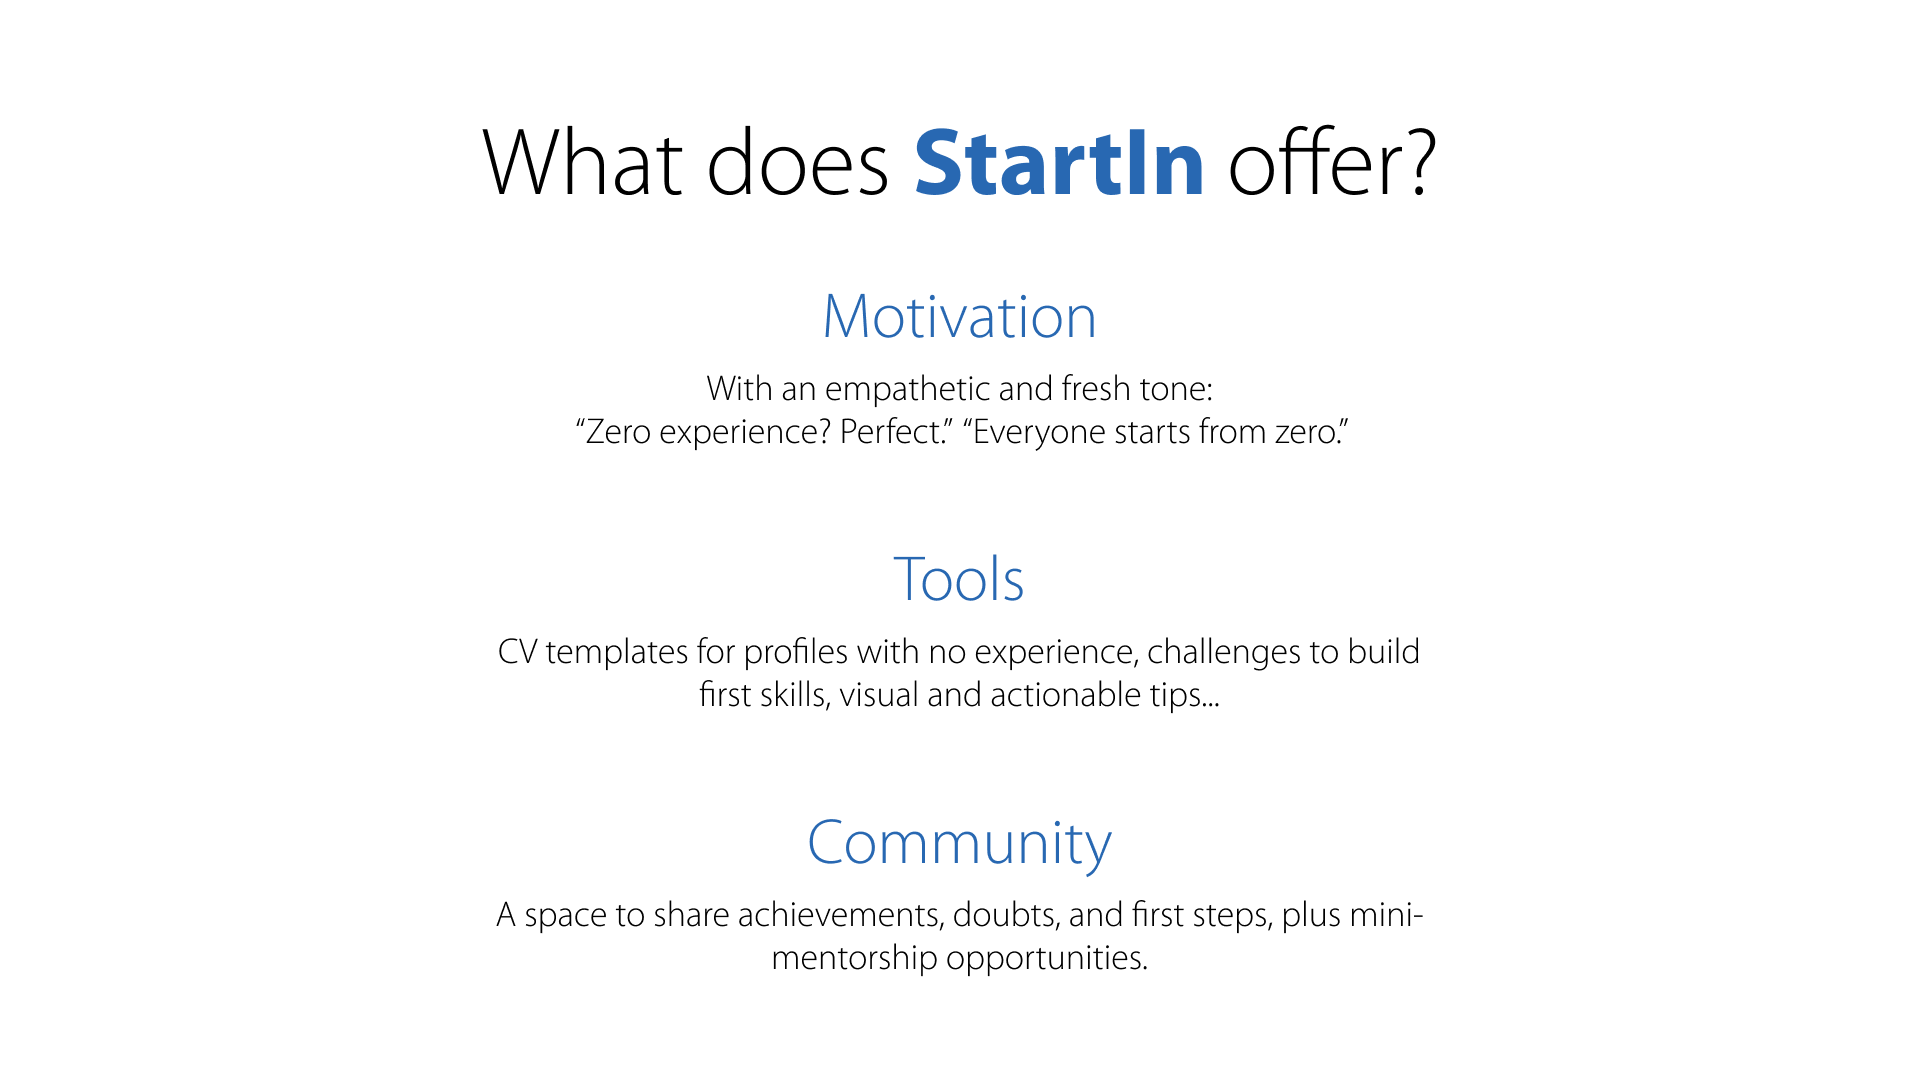 What does StartIn offer?
Motivation
With an empathetic and fresh tone:
“Zero experience? Perfect.” “Everyone starts from zero.”
Tools
CV templates for profiles with no experience, challenges to build
first skills, visual and actionable tips...
Community
A space to share achievements, doubts, and first steps, plus mini-
mentorship opportunities.